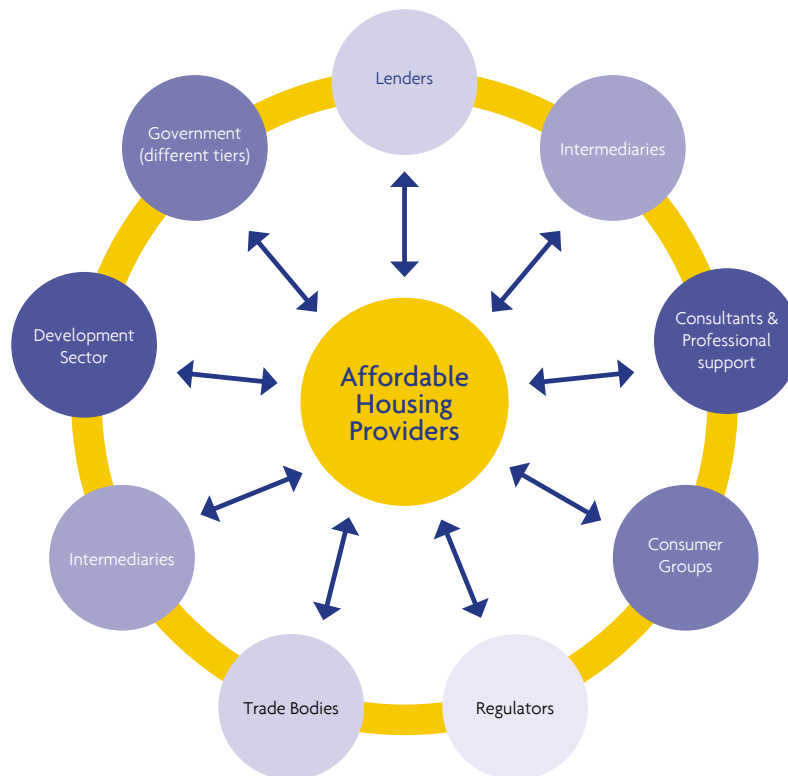 Lenders
Government
(different tiers)
Intermediaries
Development
Sector
Consultants &
Professional
support
Affordable
Housing
Providers
Intermediaries
Consumer
Groups
Trade Bodies
Regulators